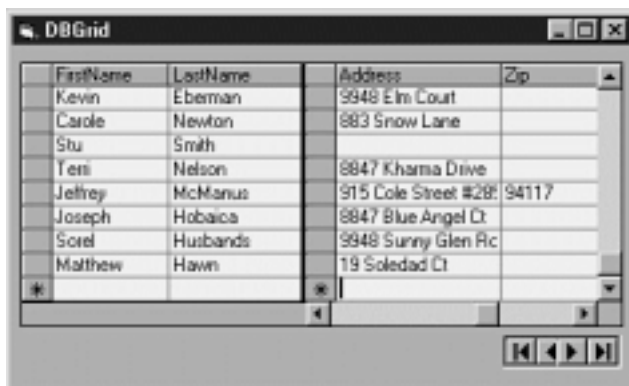 DBGrid
FirstName LastName Address Zip
Kevin Eberman 9948 Elm Court
Carole Newton 883 Snow Lane
Stu Smith
Terri Nelson 8847 Kharma Drive
Jeffrey McManus 915 Cole Street #285 94117
Joseph Hobaica 8847 Blue Angel Ct
Sorel Husbands 9948 Sunny Glen Rc
Matthew Hawn 19 Soledad Ct